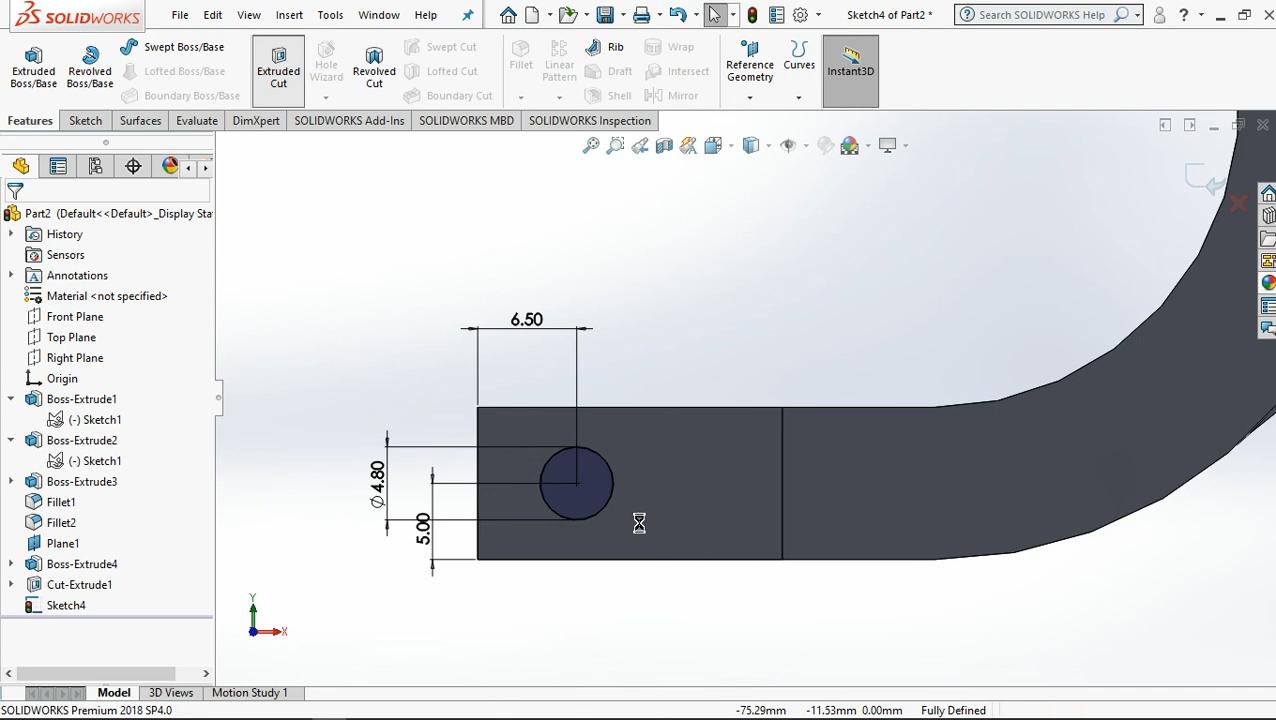 SOLIDWORKS
File Edit View Insert Tools Window Help
Sketch4 of Part2 *
Search SOLIDWORKS Help
?
Extruded Boss/Base
Revolved Boss/Base
Swept Boss/Base
Lofted Boss/Base
Boundary Boss/Base
Extruded Cut
Hole Wizard
Revolved Cut
Swept Cut
Lofted Cut
Boundary Cut
Fillet
Linear Pattern
Rib
Draft
Shell
Wrap
Intersect
Mirror
Reference Geometry
Curves
Instant3D
Features Sketch Surfaces Evaluate DimXpert SOLIDWORKS Add-Ins SOLIDWORKS MBD SOLIDWORKS Inspection
Part2 (Default<<Default>_Display Sta
History
Sensors
Annotations
Material <not specified>
Front Plane
Top Plane
Right Plane
Origin
Boss-Extrude1
(-) Sketch1
Boss-Extrude2
(-) Sketch1
Boss-Extrude3
Fillet1
Fillet2
Plane1
Boss-Extrude4
Cut-Extrude1
Sketch4
6.50
∅4.80
5.00
Y
X
Model 3D Views Motion Study 1
SOLIDWORKS Premium 2018 SP4.0
-75.29mm -11.53mm 0.00mm Fully Defined